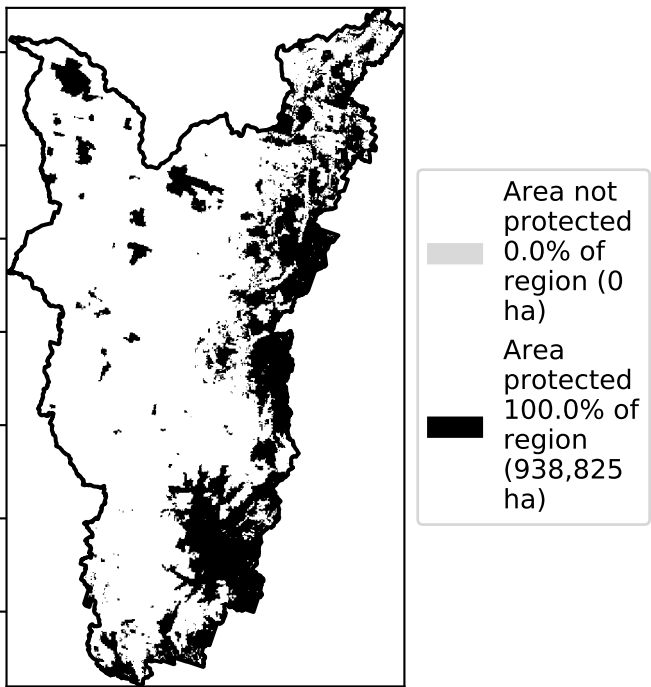 Area not
protected
0.0% of
region (0
ha)
Area
protected
100.0% of
region
(938,825
ha)